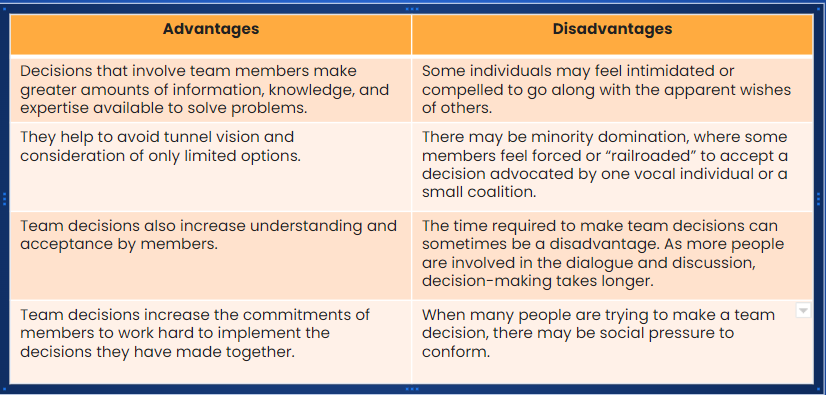 Advantages
Disadvantages
Decisions that involve team members make
greater amounts of information, knowledge, and
expertise available to solve problems.
Some individuals may feel intimidated or
compelled to go along with the apparent wishes
of others.
They help to avoid tunnel vision and
consideration of only limited options.
There may be minority domination, where some
members feel forced or “railroaded” to accept a
decision advocated by one vocal individual or a
small coalition.
Team decisions also increase understanding and
acceptance by members.
The time required to make team decisions can
sometimes be a disadvantage. As more people
are involved in the dialogue and discussion,
decision-making takes longer.
Team decisions increase the commitments of
members to work hard to implement the
decisions they have made together.
When many people are trying to make a team
decision, there may be social pressure to
conform.